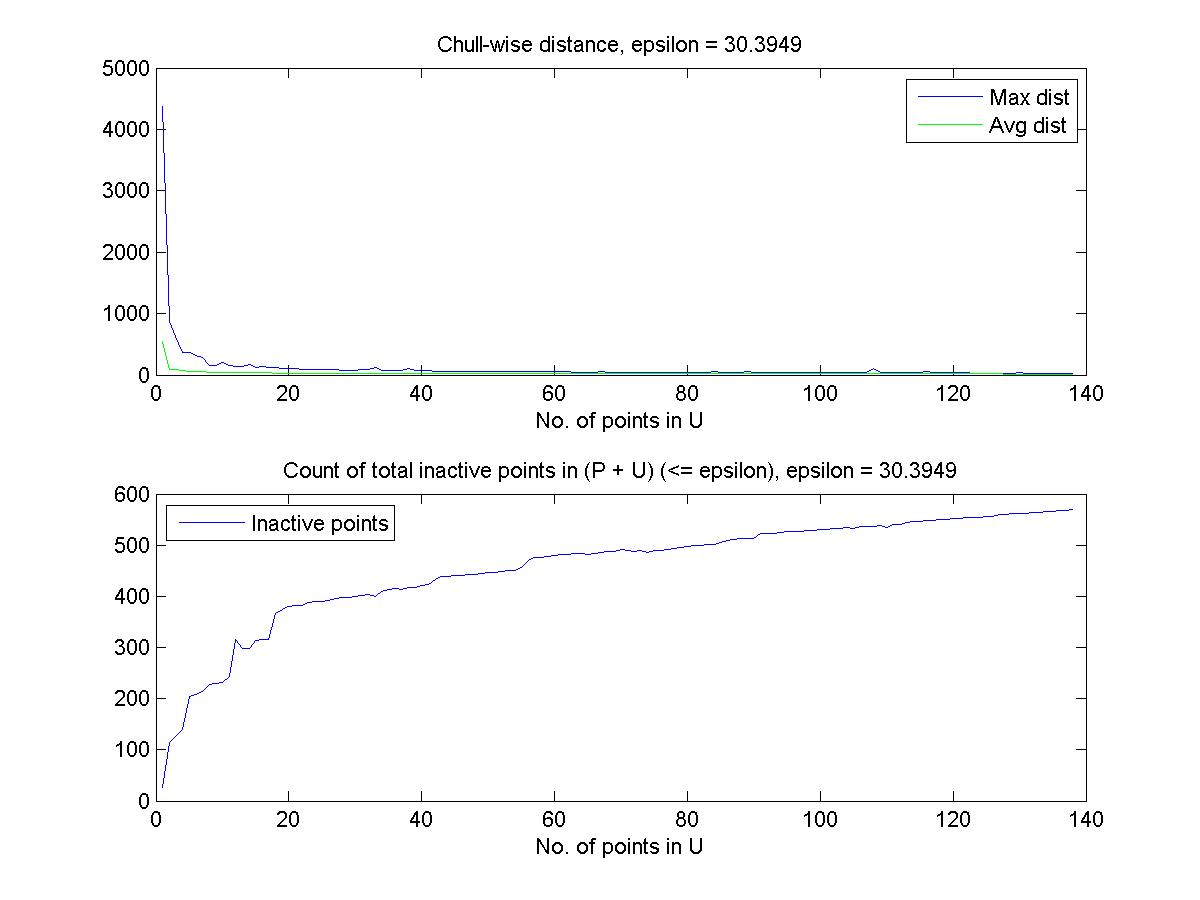 Chull-wise distance, epsilon = 30.3949
5000
4000
3000
2000
1000
0
Max dist
Avg dist
0 20 40 60 80 100 120 140
No. of points in U
Count of total inactive points in (P + U) (<= epsilon), epsilon = 30.3949
600
500
400
300
200
100
0
Inactive points
0 20 40 60 80 100 120 140
No. of points in U